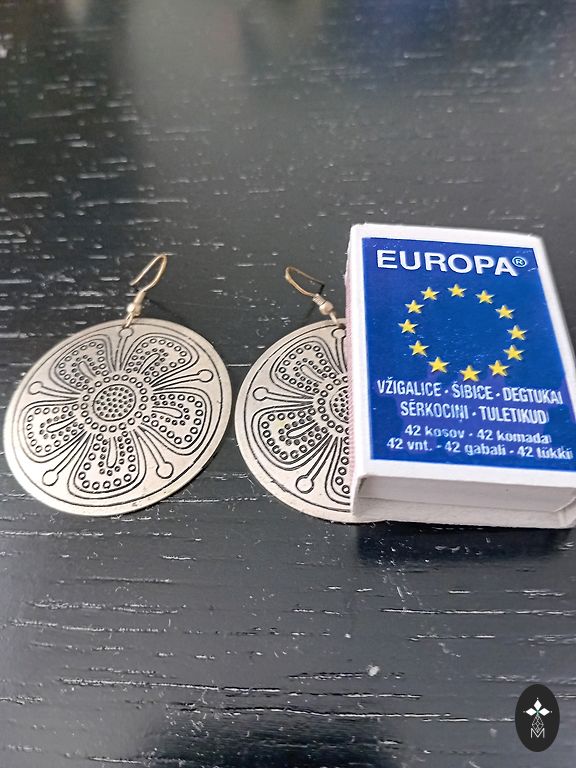 EUROPA®
VŽIGALICE · ŠIBICE · DEGTUKAI
SĒRKOCIŅI · TULETIKUD
42 kosov · 42 komada
42 vnt. · 42 gabali · 42 tükki
M